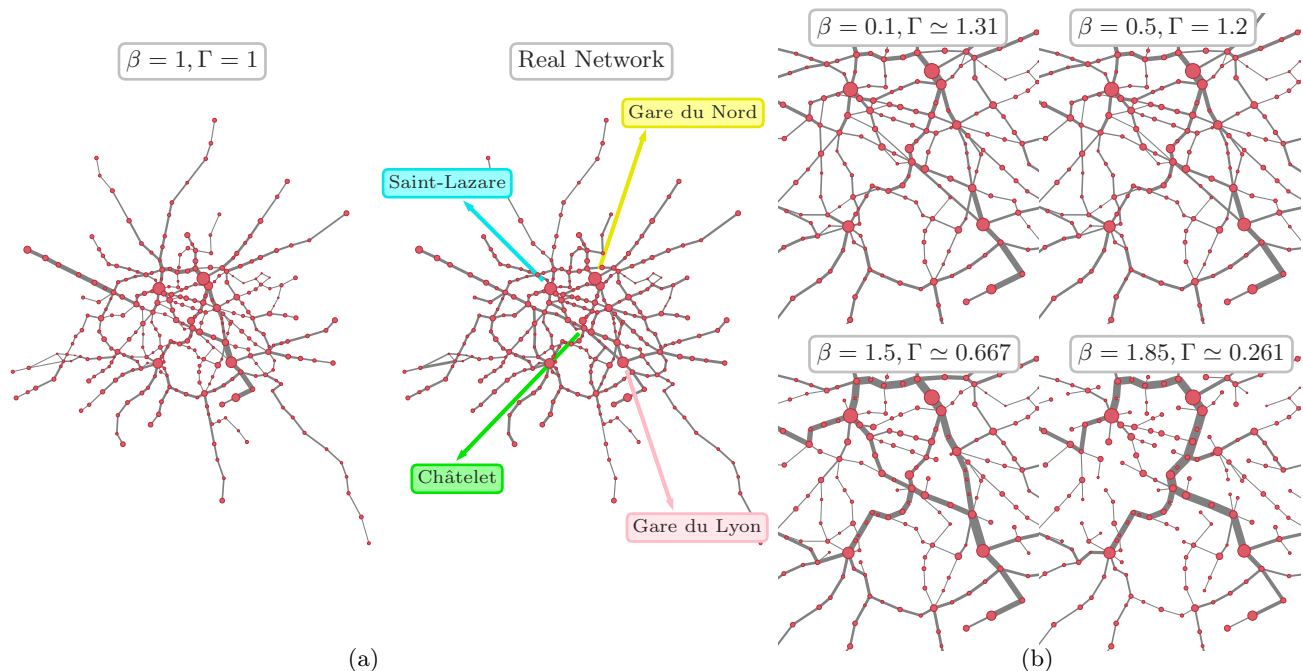 β = 1, Γ = 1
Real Network
Gare du Nord
Saint-Lazare
Châtelet
Gare du Lyon
(a)
β = 0.1, Γ ≃ 1.31
β = 0.5, Γ = 1.2
β = 1.5, Γ ≃ 0.667
β = 1.85, Γ ≃ 0.261
(b)